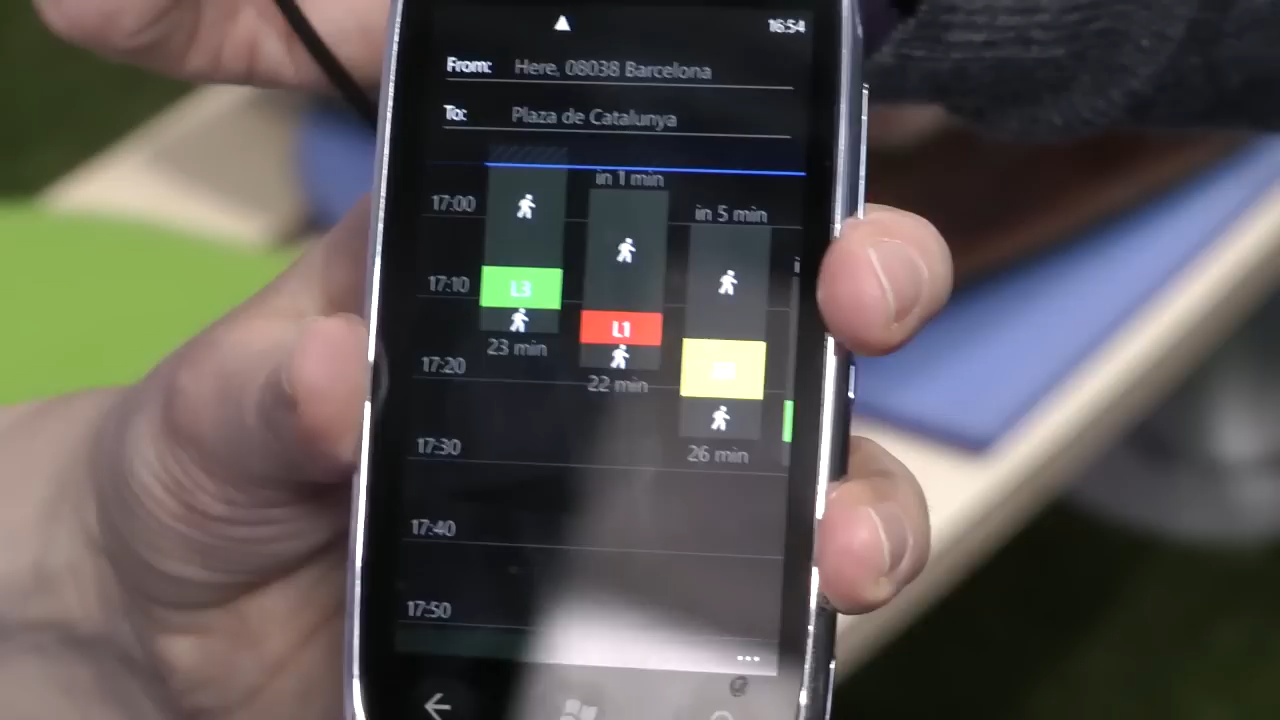 16:54
From: Here, 08038 Barcelona
To: Plaza de Catalunya
in 1 min
17:00
in 5 min
17:10
L3
L1
23 min
17:20
22 min
17:30
26 min
17:40
17:50
...